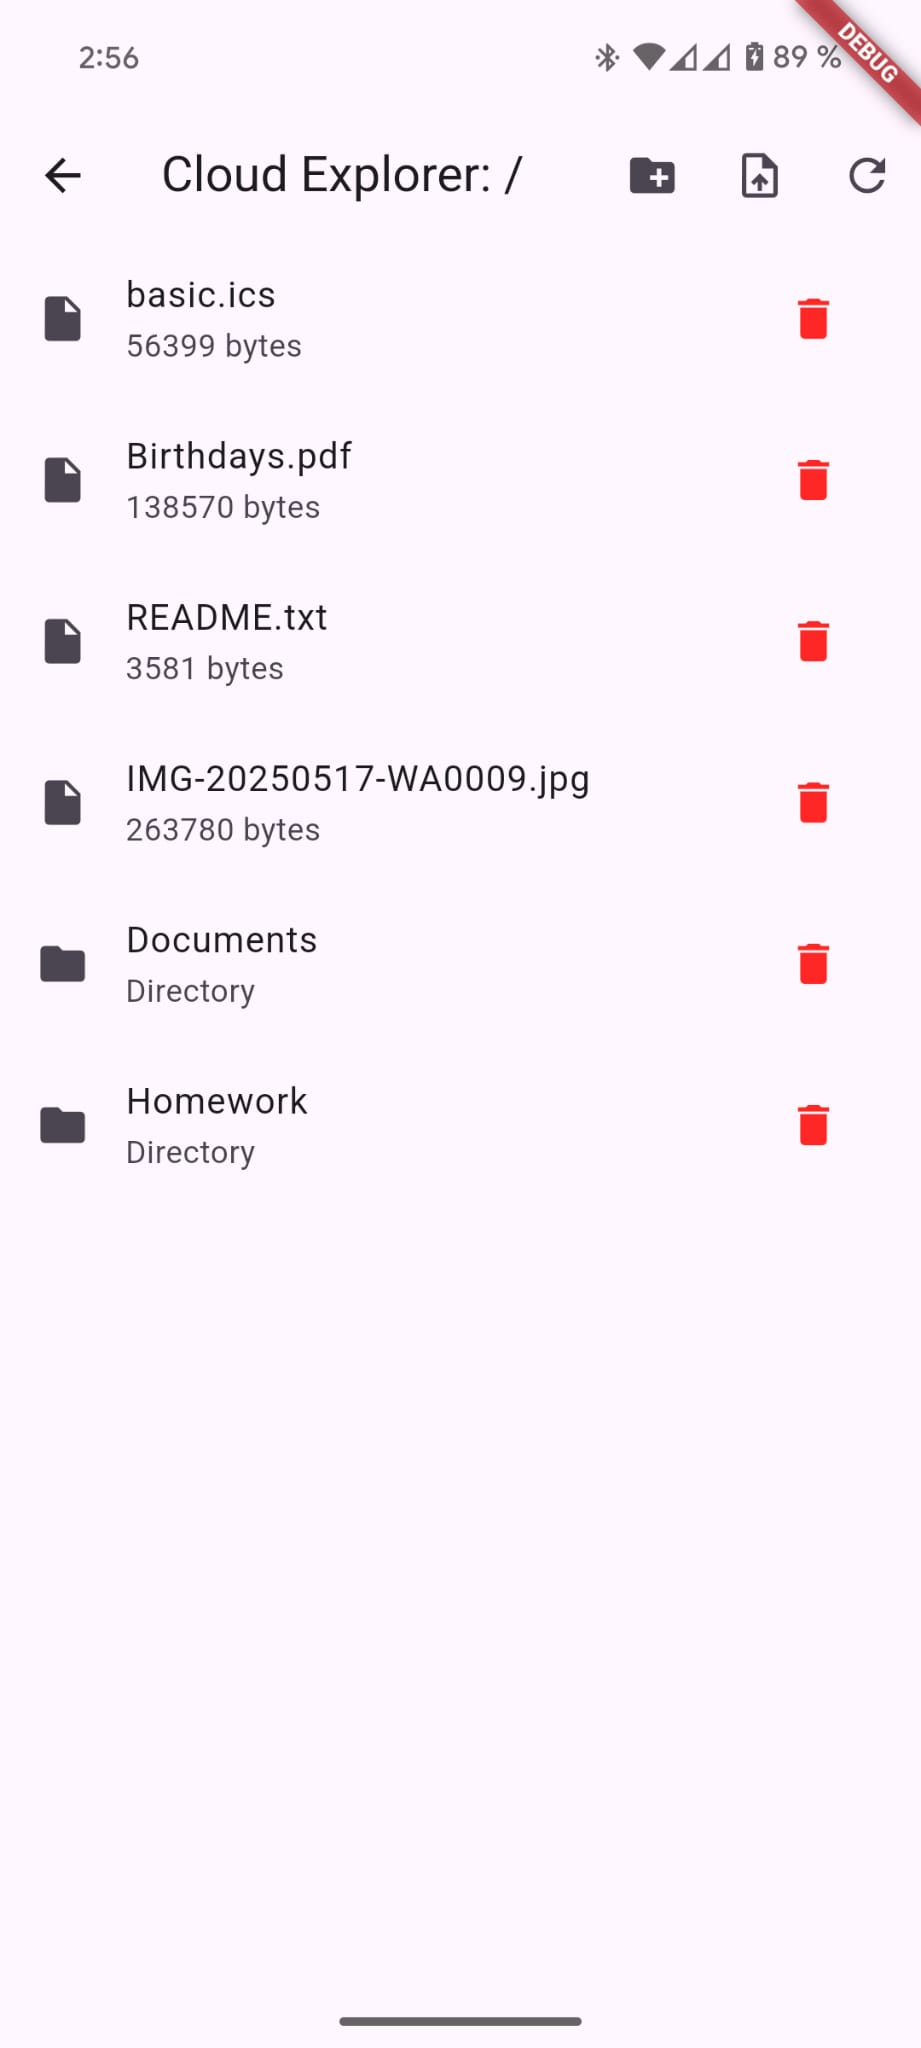 2:56
89 %
DEBUG
Cloud Explorer: /
basic.ics
56399 bytes
Birthdays.pdf
138570 bytes
README.txt
3581 bytes
IMG-20250517-WA0009.jpg
263780 bytes
Documents
Directory
Homework
Directory